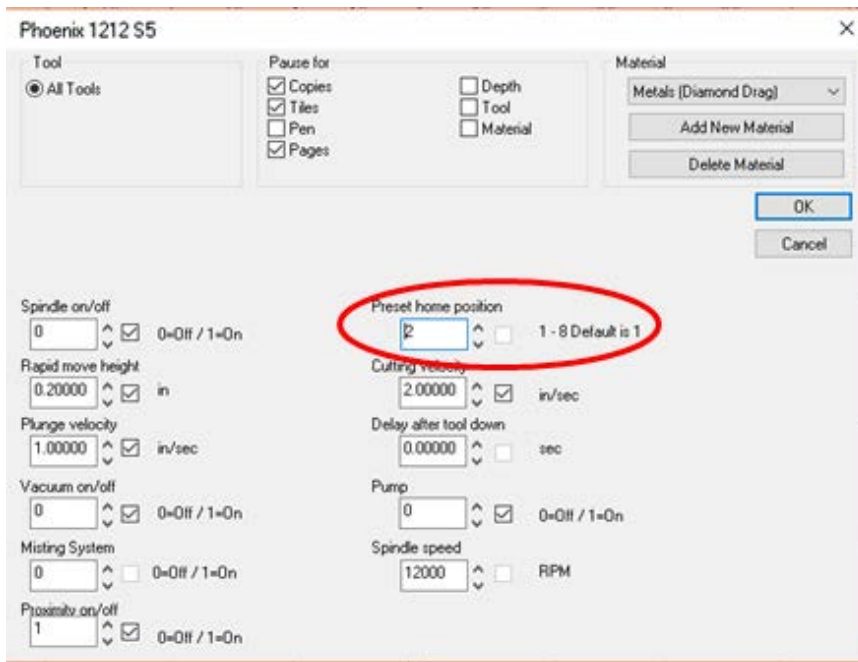 Phoenix 1212 S5
Tool
All Tools
Pause for
Copies
Tiles
Pen
Pages
Depth
Tool
Material
Material
Metals (Diamond Drag)
Add New Material
Delete Material
OK
Cancel
Spindle on/off
0 0=Off / 1=On
Rapid move height
0.20000 in
Plunge velocity
1.00000 in/sec
Vacuum on/off
0 0=Off / 1=On
Misting System
0 0=Off / 1=On
Proximity on/off
1 0=Off / 1=On
Preset home position
2 1 - 8 Default is 1
Cutting velocity
2.00000 in/sec
Delay after tool down
0.00000 sec
Pump
0 0=Off / 1=On
Spindle speed
12000 RPM